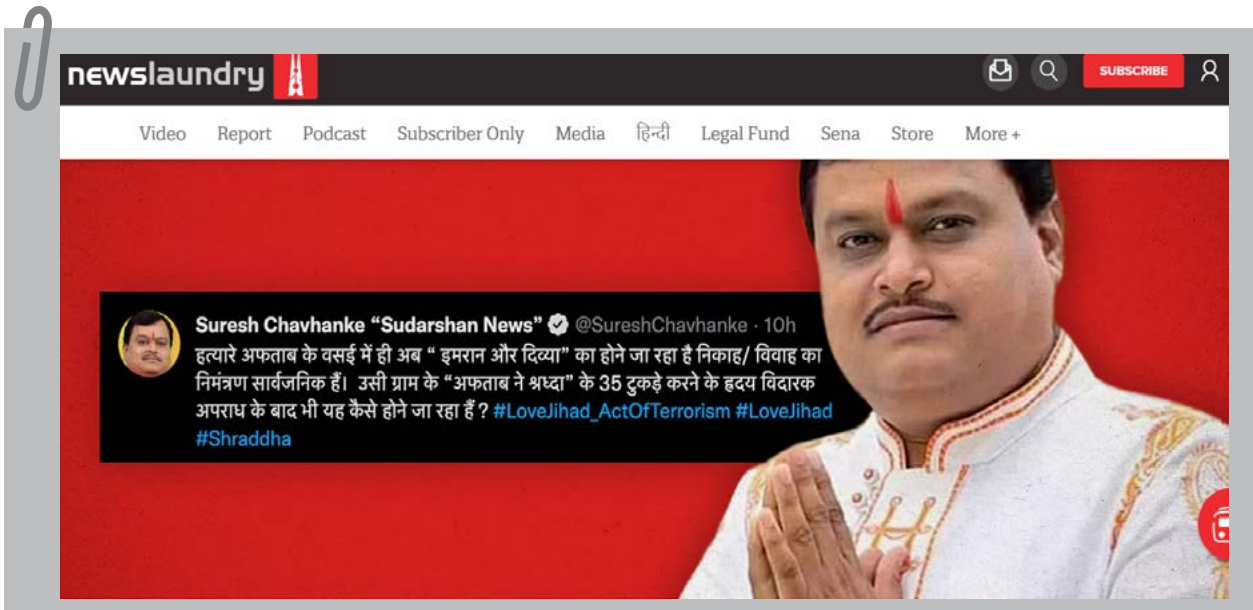 newslaundry
SUBSCRIBE
Video Report Podcast Subscriber Only Media हिन्दी Legal Fund Sena Store More +
Suresh Chavhanke “Sudarshan News” @SureshChavhanke · 10h
हत्यारे अफताब के वसई में ही अब “ इमरान और दिव्या” का होने जा रहा है निकाह/ विवाह का
निमंत्रण सार्वजनिक हैं। उसी ग्राम के “अफताब ने श्रध्दा” के 35 टुकड़े करने के ह्रदय विदारक
अपराध के बाद भी यह कैसे होने जा रहा हैं ? #LoveJihad_ActOfTerrorism #LoveJihad
#Shraddha